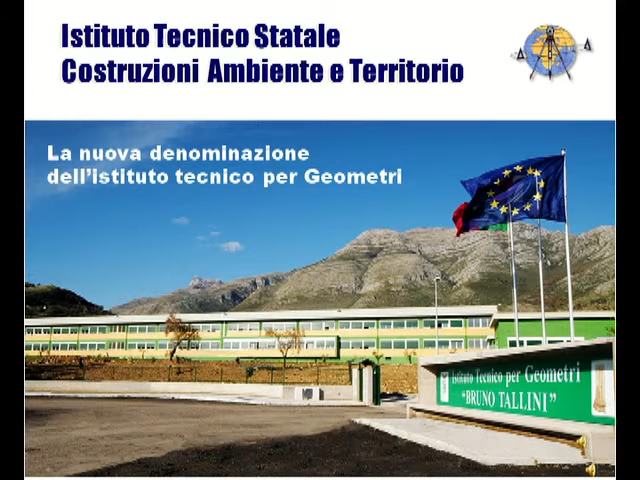 Istituto Tecnico Statale
Costruzioni Ambiente e Territorio
La nuova denominazione
dell'istituto tecnico per Geometri
Istituto Tecnico per Geometri
"BRUNO TALLINI"